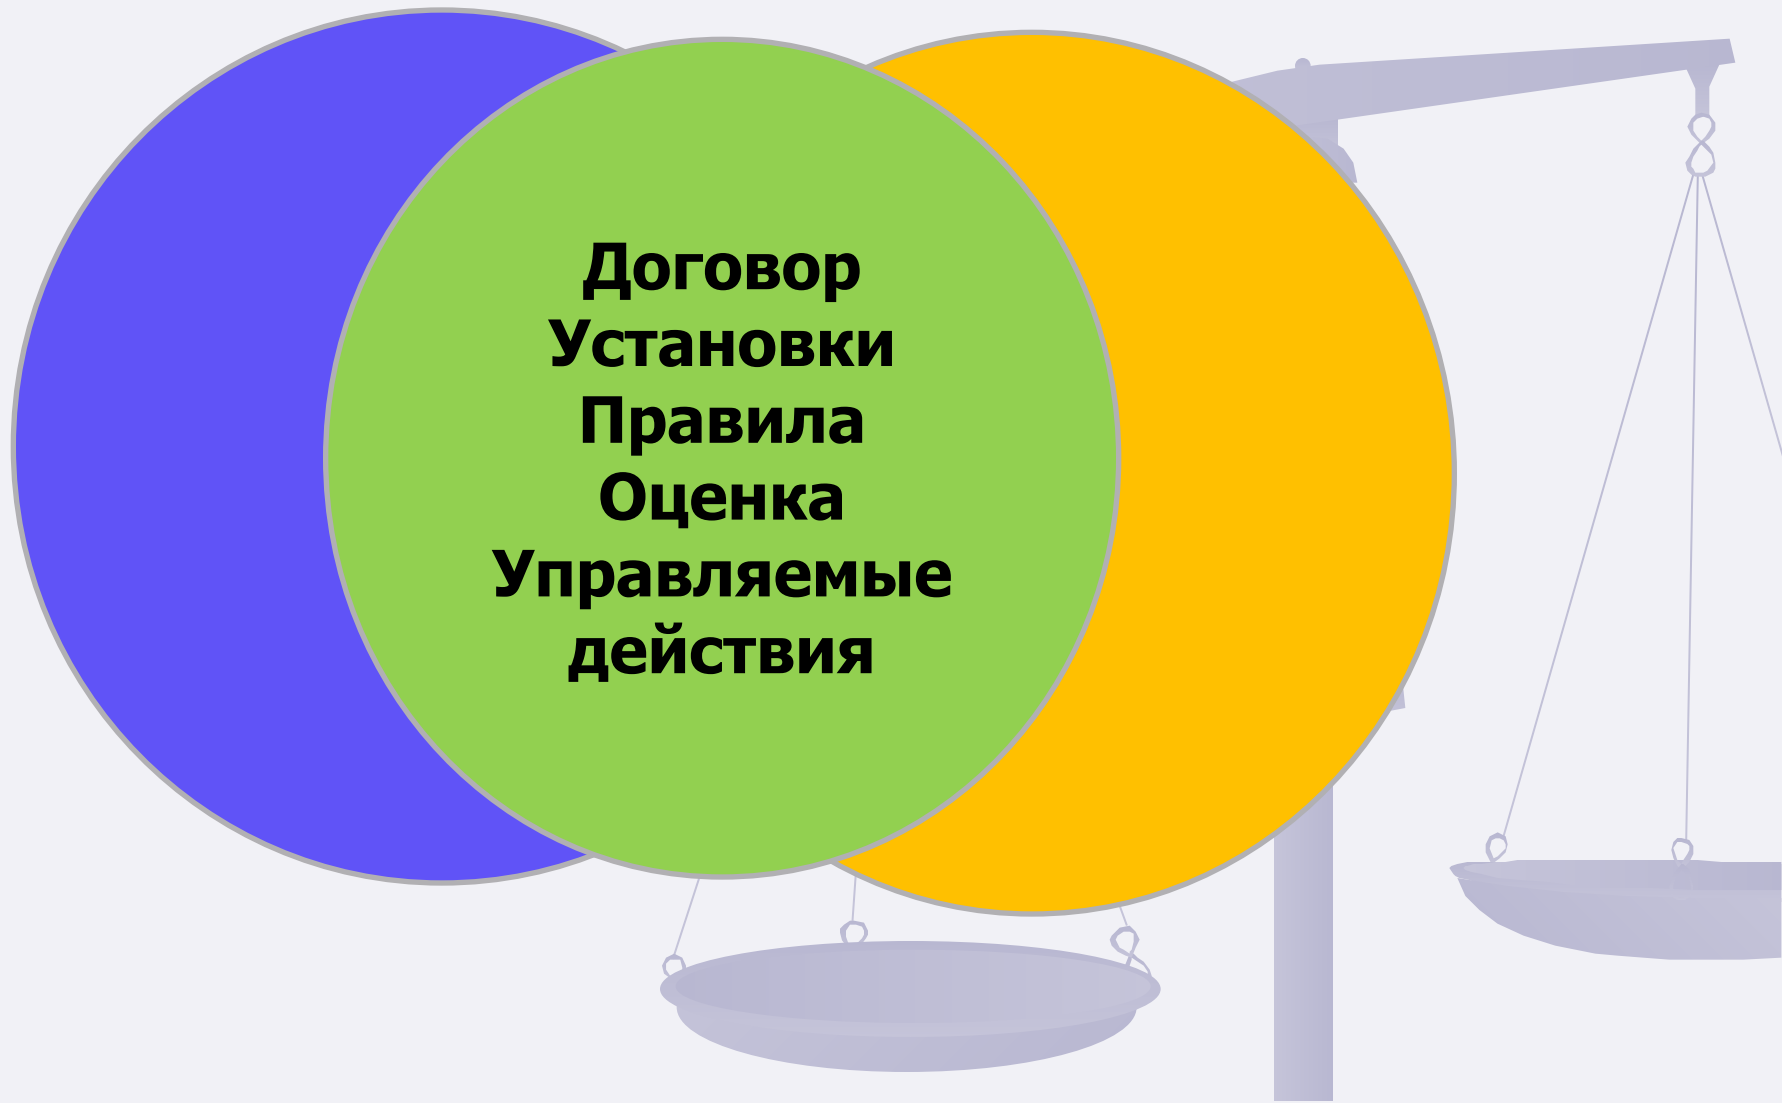 Договор
Установки
Правила
Оценка
Управляемые
действия